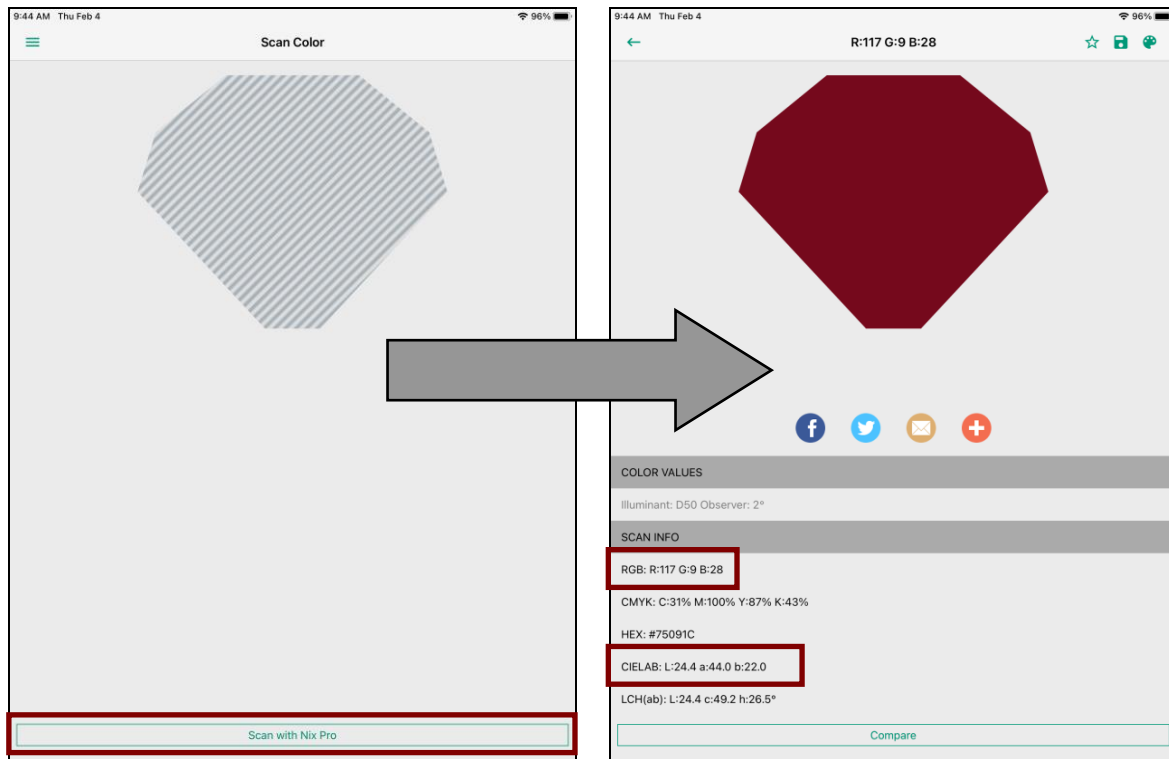 9:44 AM Thu Feb 4
96%
Scan Color
Scan with Nix Pro
9:44 AM Thu Feb 4
96%
R:117 G:9 B:28
COLOR VALUES
Illuminant: D50 Observer: 2°
SCAN INFO
RGB: R:117 G:9 B:28
CMYK: C:31% M:100% Y:87% K:43%
HEX: #75091C
CIELAB: L:24.4 a:44.0 b:22.0
LCH(ab): L:24.4 c:49.2 h:26.5°
Compare